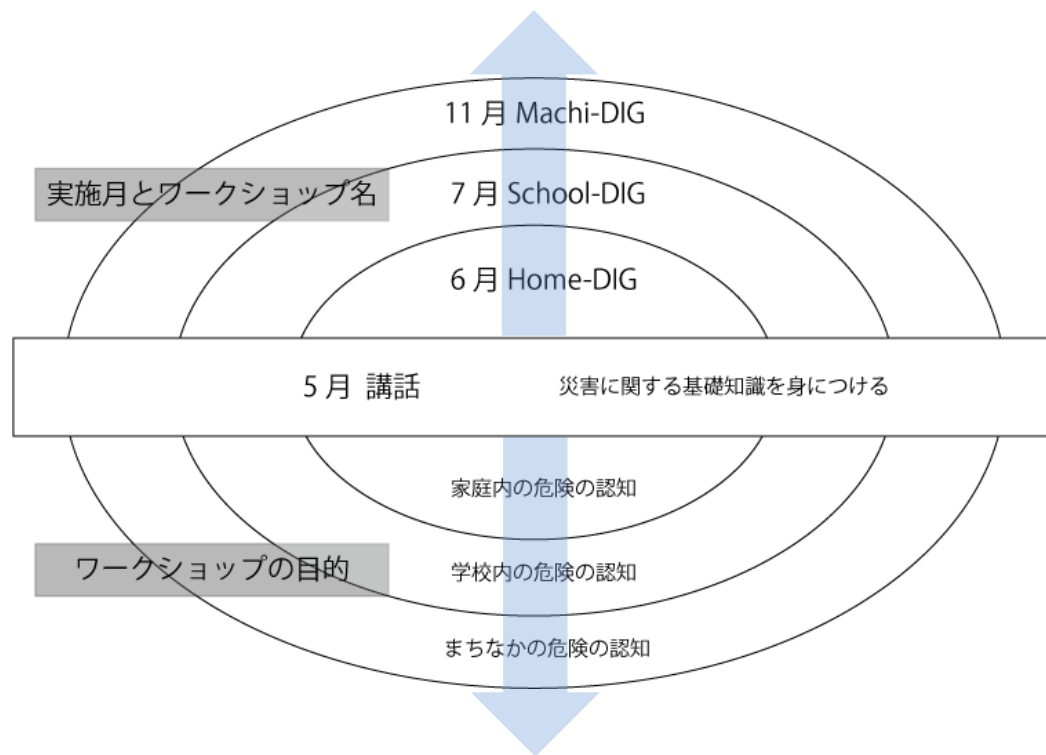 11 月 Machi-DIG
実施月とワークショップ名
7 月 School-DIG
6 月 Home-DIG
5 月 講話
災害に関する基礎知識を身につける
家庭内の危険の認知
ワークショップの目的
学校内の危険の認知
まちなかの危険の認知